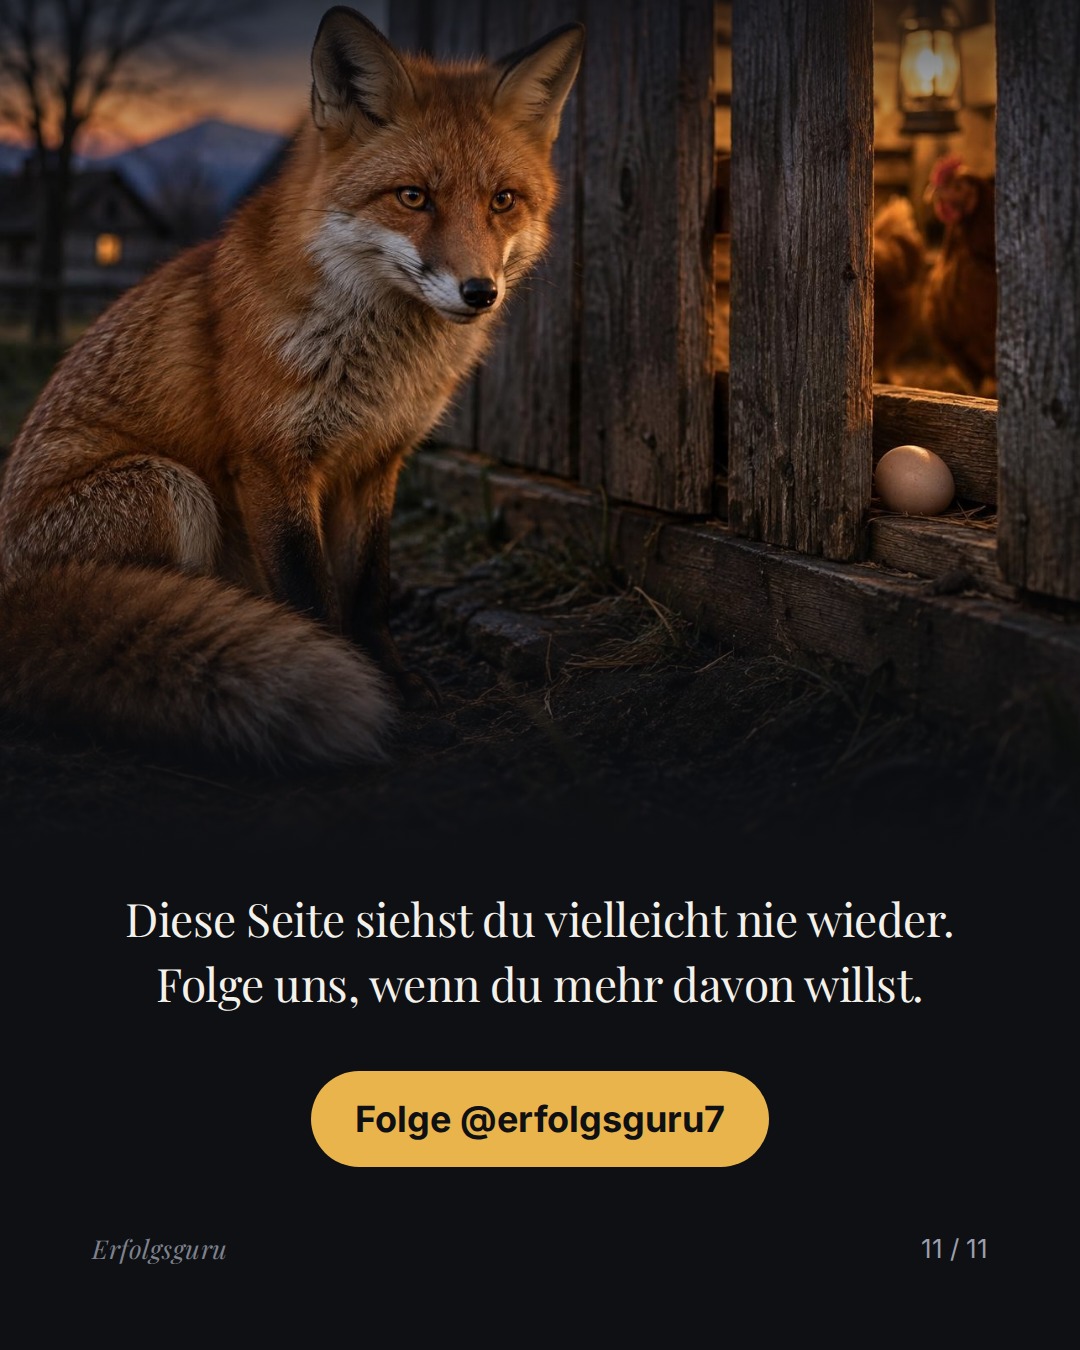 Diese Seite siehst du vielleicht nie wieder.
Folge uns, wenn du mehr davon willst.
Folge @erfolgsguru7
Erfolgsguru
11 / 11